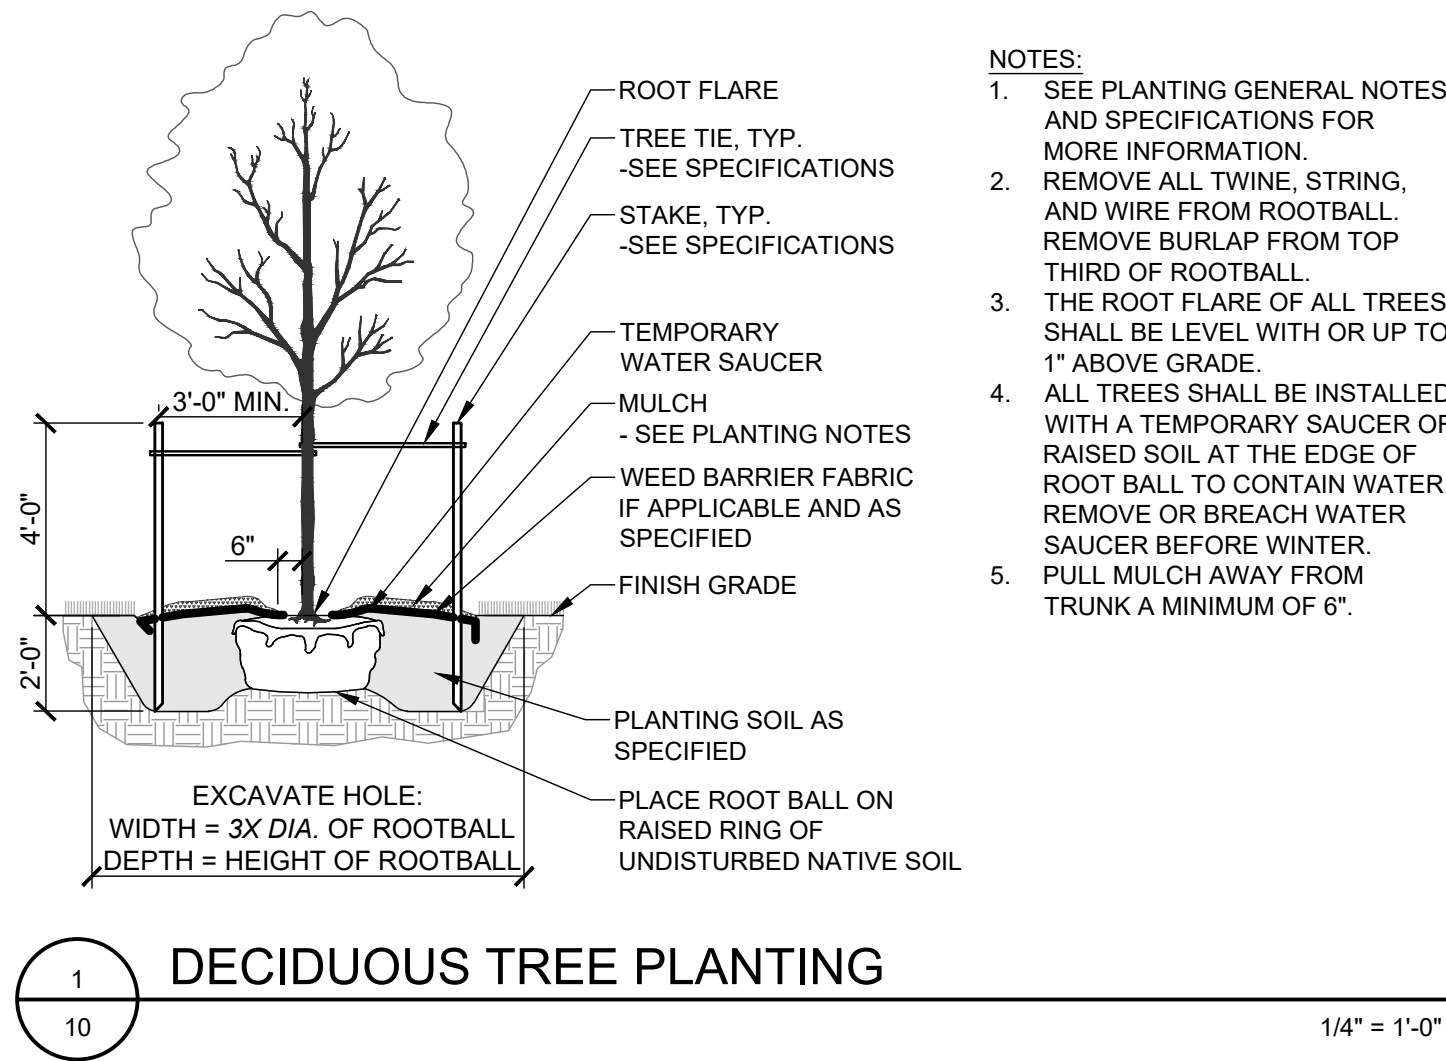 ROOT FLARE
TREE TIE, TYP.
-SEE SPECIFICATIONS
STAKE, TYP.
-SEE SPECIFICATIONS
TEMPORARY
WATER SAUCER
MULCH
- SEE PLANTING NOTES
WEED BARRIER FABRIC
IF APPLICABLE AND AS
SPECIFIED
FINISH GRADE
PLANTING SOIL AS
SPECIFIED
PLACE ROOT BALL ON
RAISED RING OF
UNDISTURBED NATIVE SOIL
3'-0" MIN.
4'-0"
6"
2'-0"
EXCAVATE HOLE:
WIDTH = 3X DIA. OF ROOTBALL
DEPTH = HEIGHT OF ROOTBALL
NOTES:
1. SEE PLANTING GENERAL NOTES
AND SPECIFICATIONS FOR
MORE INFORMATION.
2. REMOVE ALL TWINE, STRING,
AND WIRE FROM ROOTBALL.
REMOVE BURLAP FROM TOP
THIRD OF ROOTBALL.
3. THE ROOT FLARE OF ALL TREES
SHALL BE LEVEL WITH OR UP TO
1" ABOVE GRADE.
4. ALL TREES SHALL BE INSTALLED
WITH A TEMPORARY SAUCER OF
RAISED SOIL AT THE EDGE OF
ROOT BALL TO CONTAIN WATER.
REMOVE OR BREACH WATER
SAUCER BEFORE WINTER.
5. PULL MULCH AWAY FROM
TRUNK A MINIMUM OF 6".
1
10
DECIDUOUS TREE PLANTING
1/4" = 1'-0"